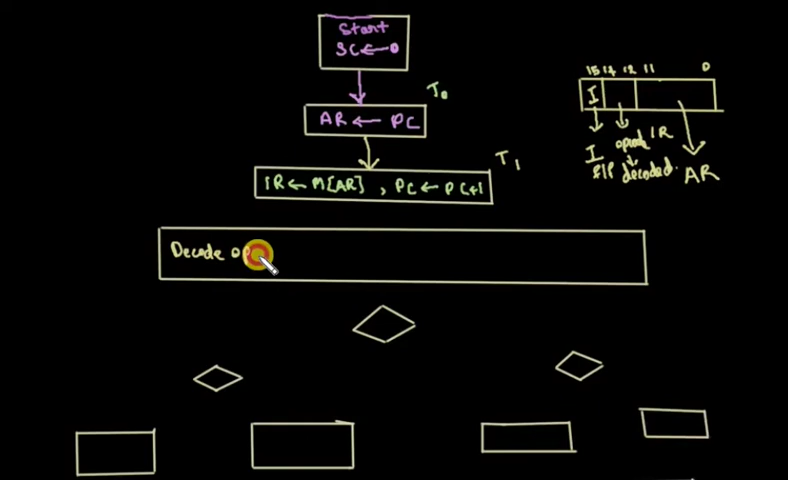 Start
SC ← 0
T0
AR ← PC
T1
IR ← M[AR] , PC ← PC+1
Decode op
15 14 12 11 0
I
I opcode IR
F/F decoded. AR